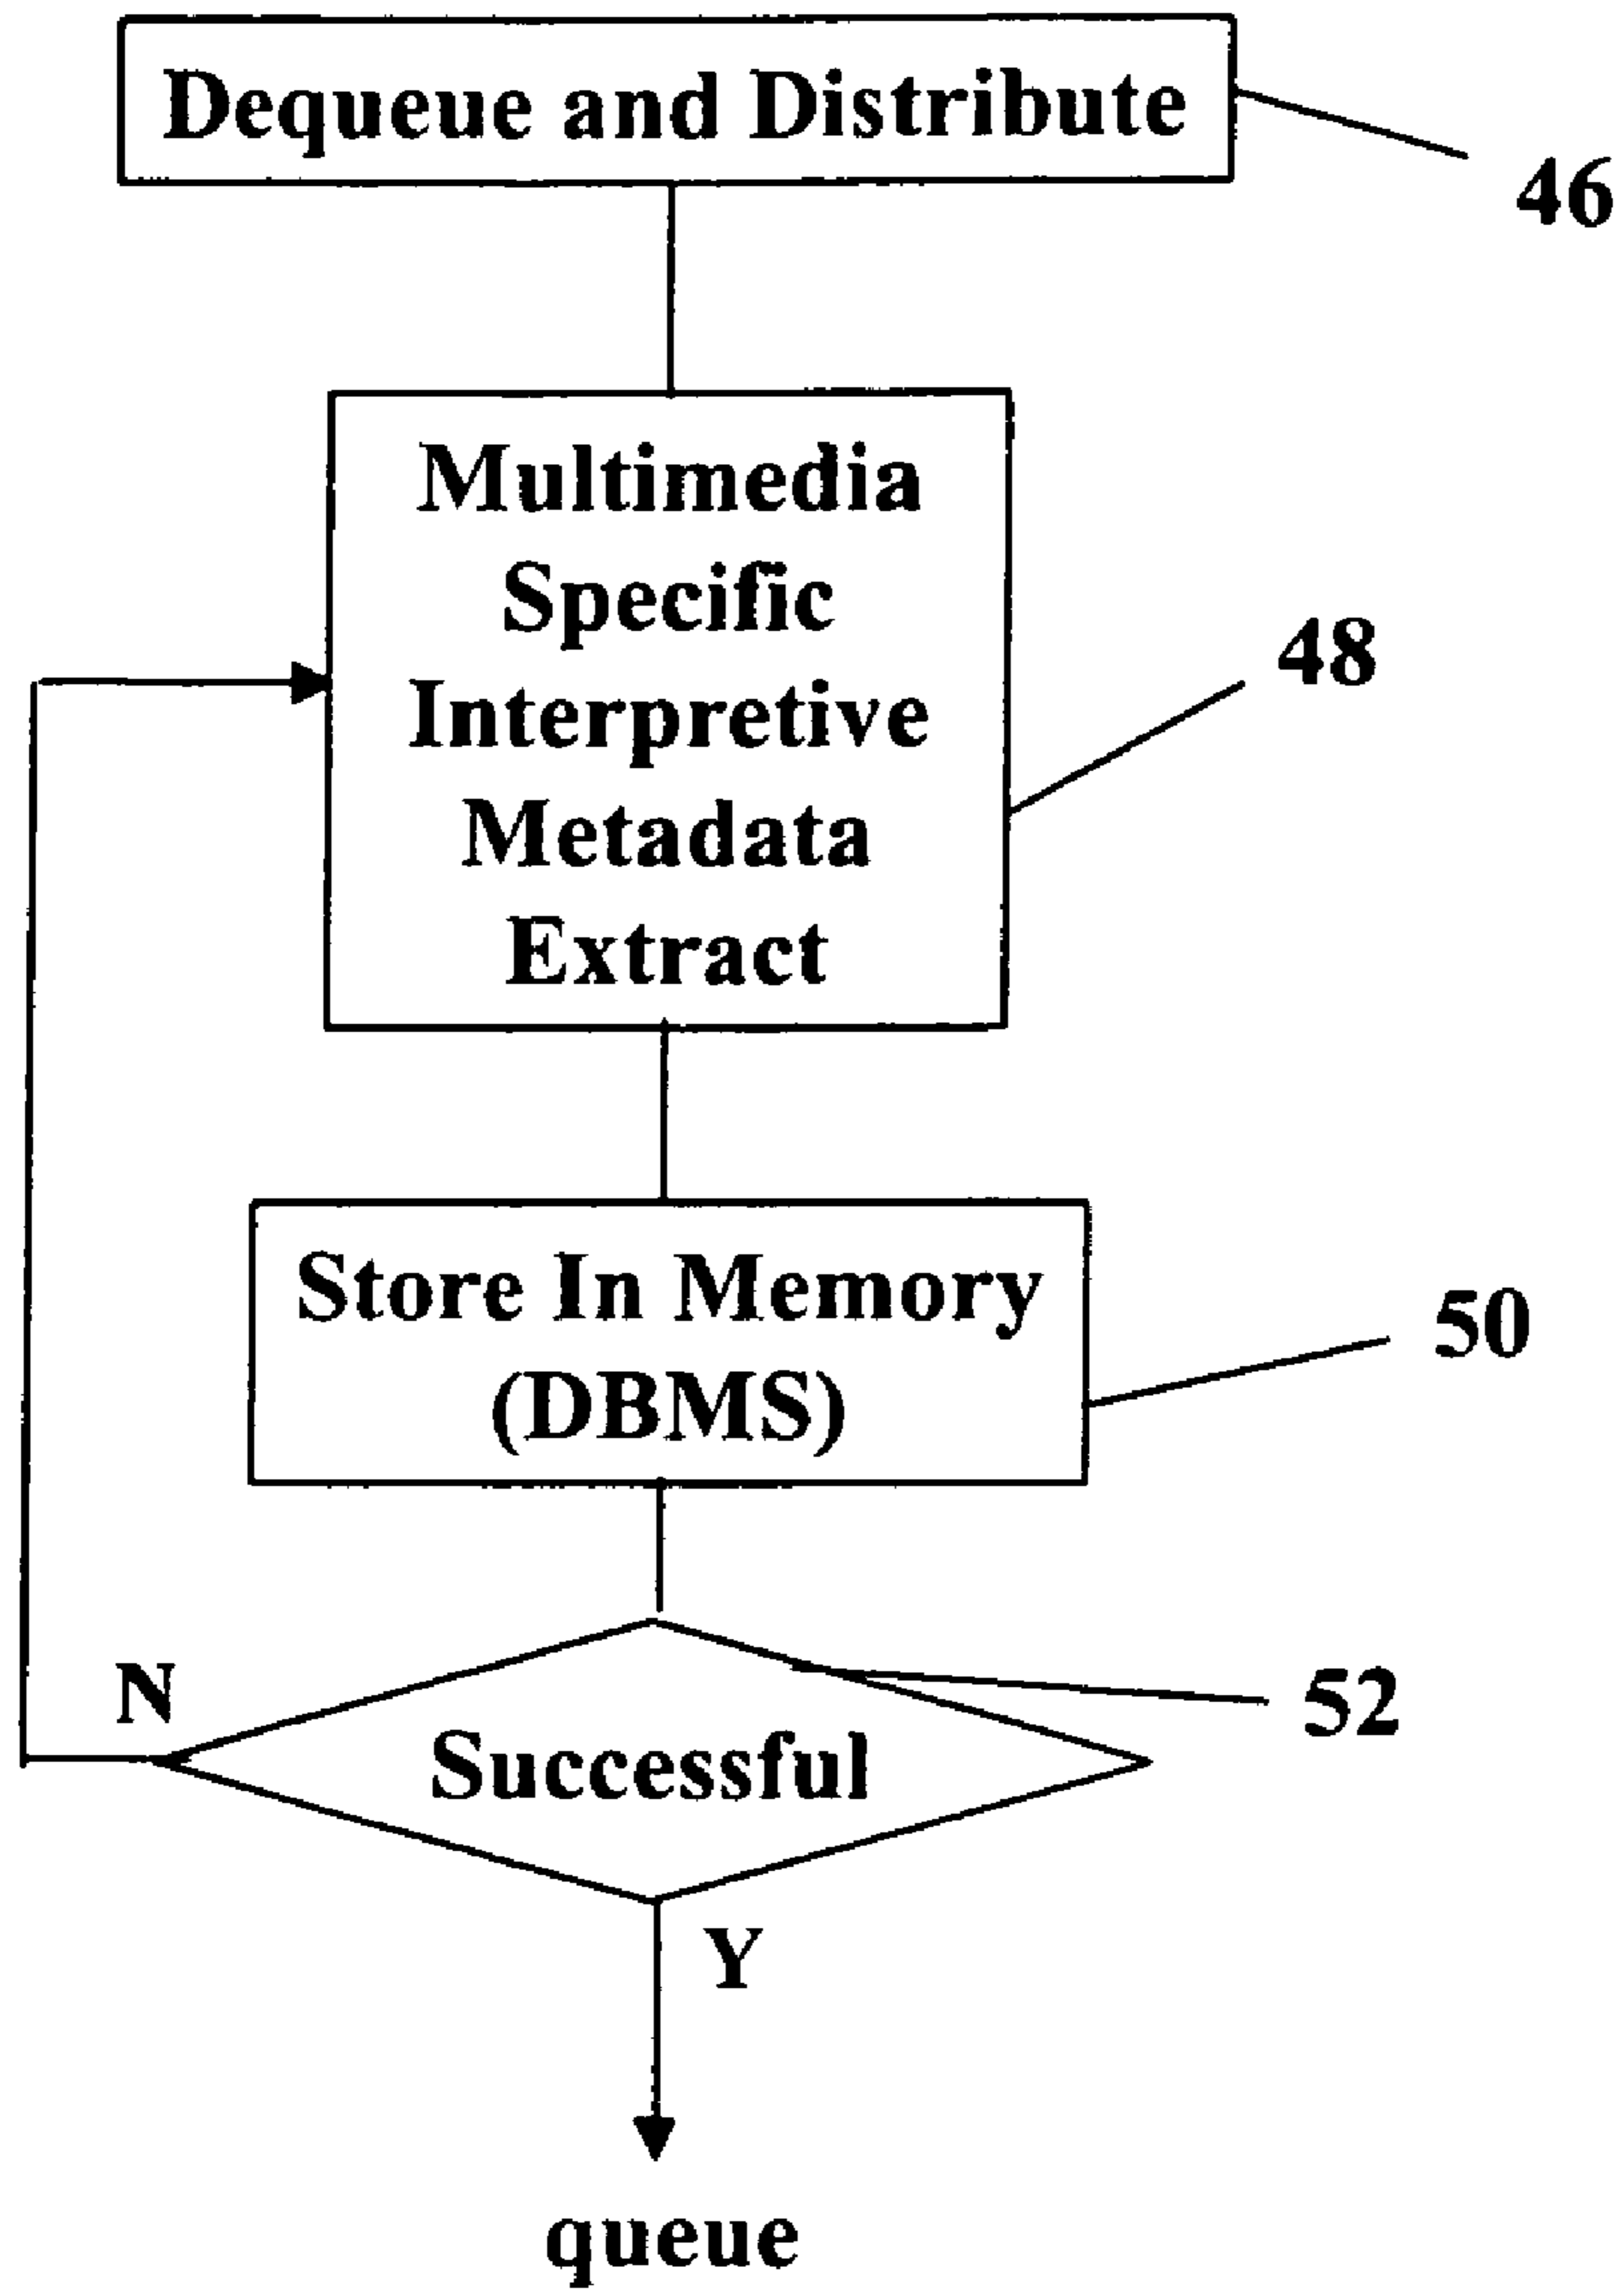 Dequeue and Distribute
46
Multimedia
Specific
Interpretive
Metadata
Extract
48
Store In Memory
(DBMS)
50
N
Successful
52
Y
queue